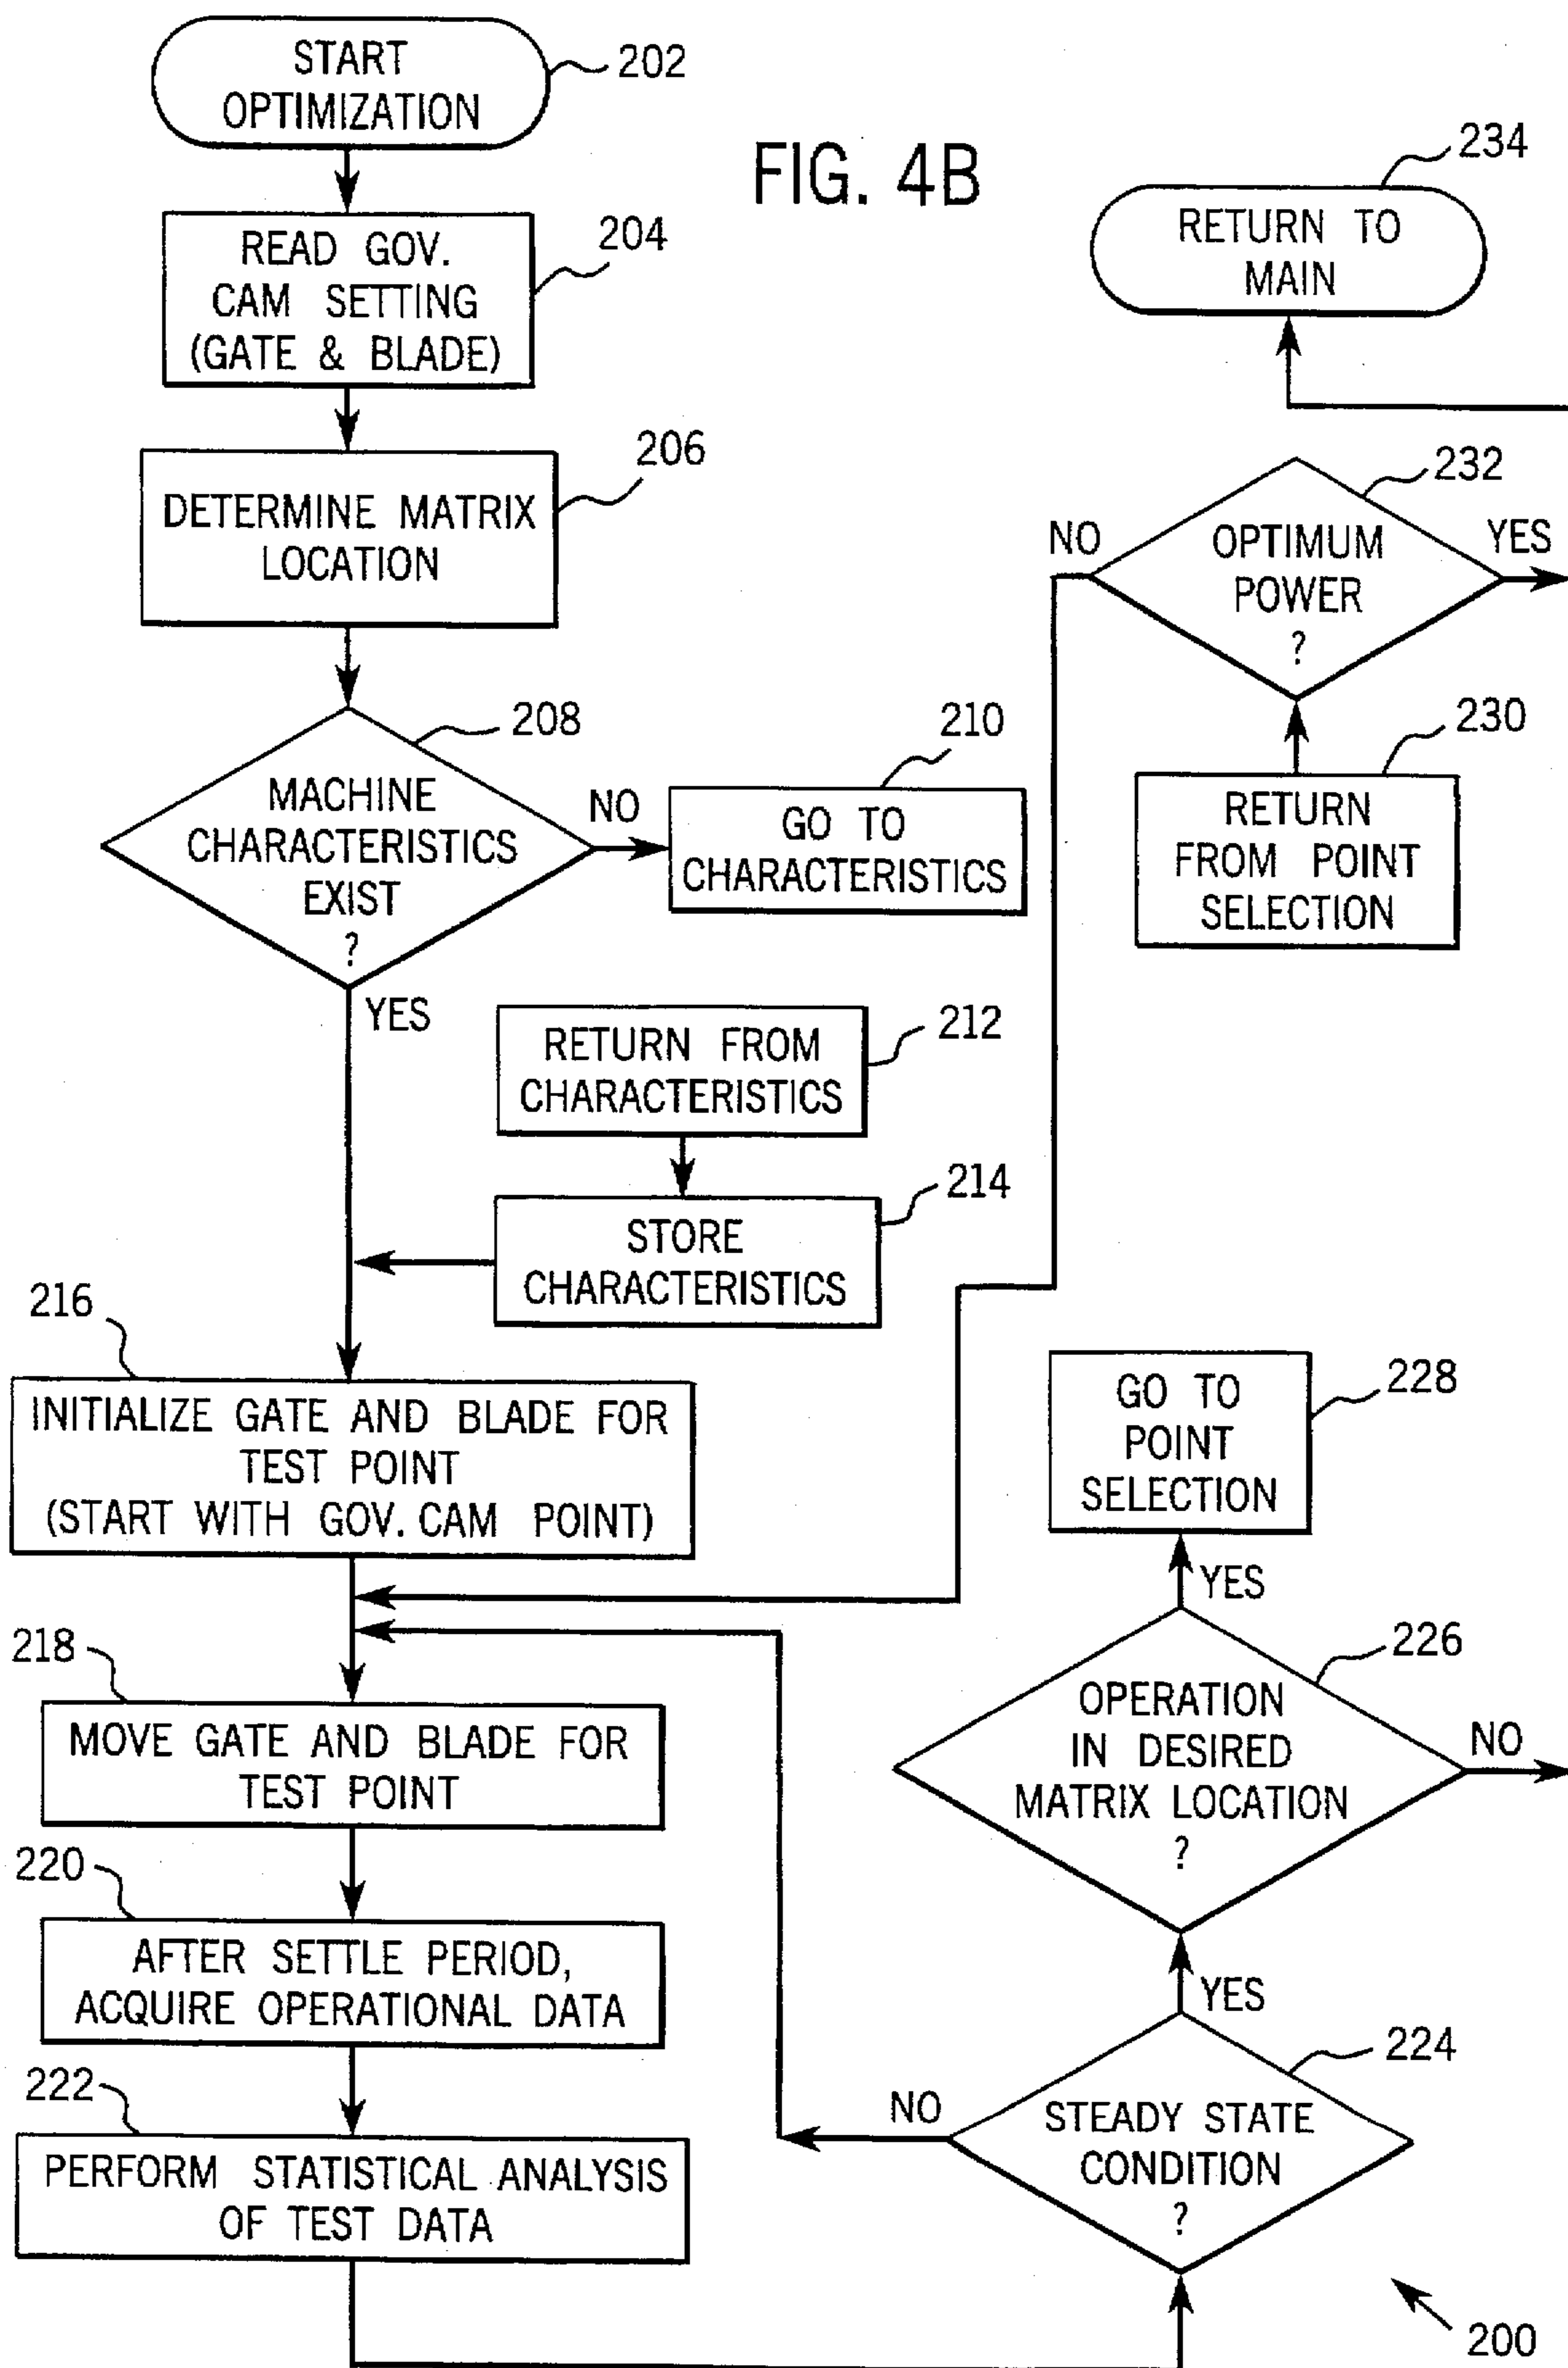 START
OPTIMIZATION
202
FIG. 4B
READ GOV.
CAM SETTING
(GATE & BLADE)
204
DETERMINE MATRIX
LOCATION
206
MACHINE
CHARACTERISTICS
EXIST
?
208
NO
YES
GO TO
CHARACTERISTICS
210
RETURN FROM
CHARACTERISTICS
212
STORE
CHARACTERISTICS
214
216
INITIALIZE GATE AND BLADE FOR
TEST POINT
(START WITH GOV. CAM POINT)
218
MOVE GATE AND BLADE FOR
TEST POINT
220
AFTER SETTLE PERIOD,
ACQUIRE OPERATIONAL DATA
222
PERFORM STATISTICAL ANALYSIS
OF TEST DATA
STEADY STATE
CONDITION
?
224
NO
YES
OPERATION
IN DESIRED
MATRIX LOCATION
?
226
NO
YES
GO TO
POINT
SELECTION
228
RETURN
FROM POINT
SELECTION
230
OPTIMUM
POWER
?
232
NO
YES
RETURN TO
MAIN
234
200